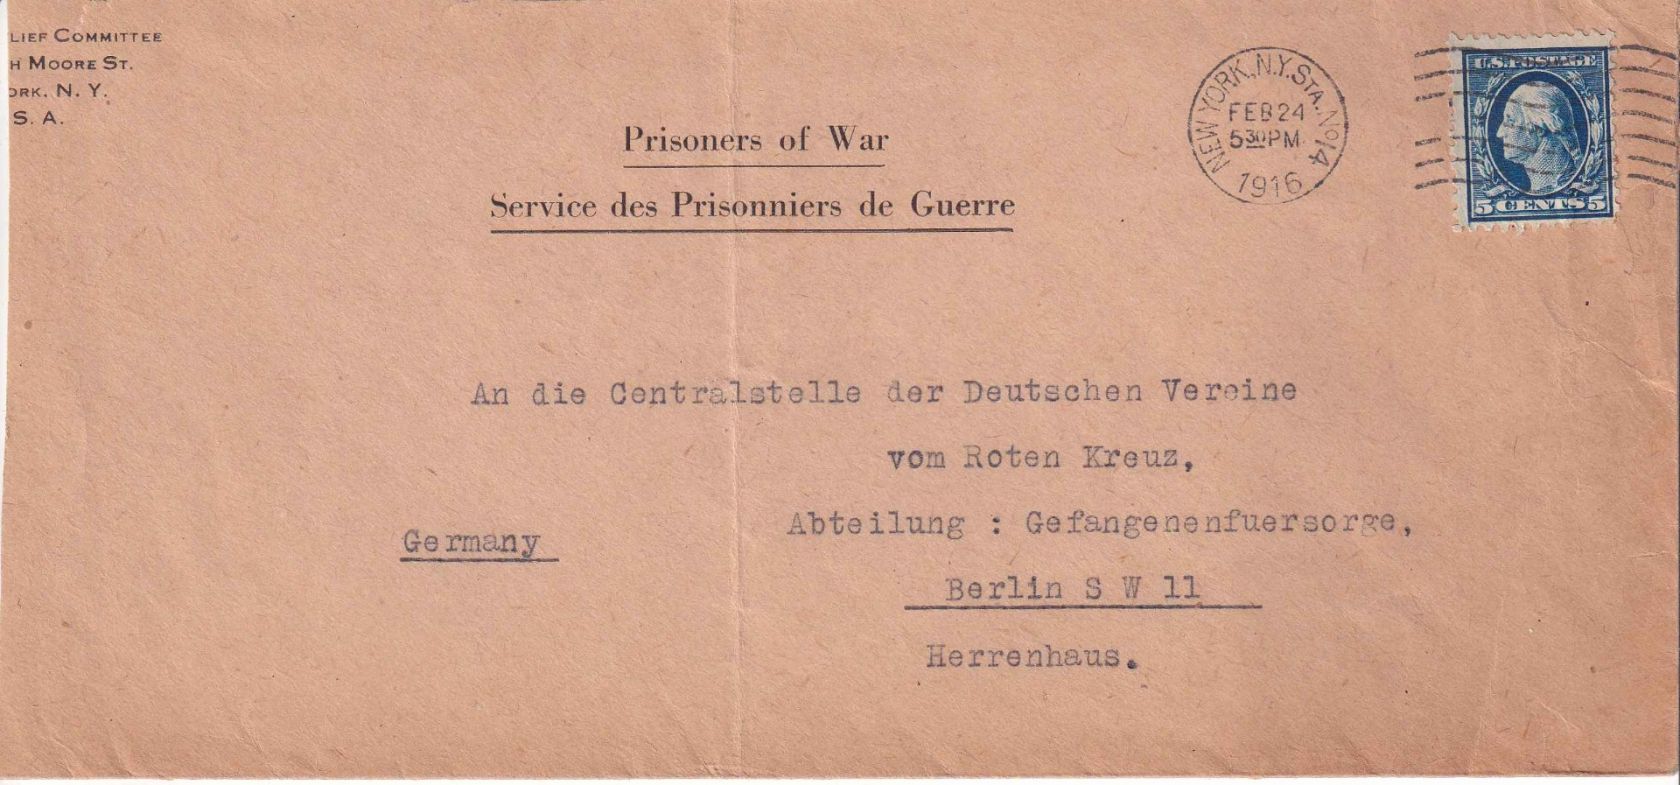 LIEF COMMITTEE
H MOORE ST.
ORK. N. Y.
S. A.
Prisoners of War
Service des Prisonniers de Guerre
NEW YORK, N.Y. STA. No 14
FEB 24
5 30 PM
1916
U.S. POSTAGE
5 CENTS 5
An die Centralstelle der Deutschen Vereine
vom Roten Kreuz,
Abteilung : Gefangenenfuersorge,
Germany
Berlin S W 11
Herrenhaus.